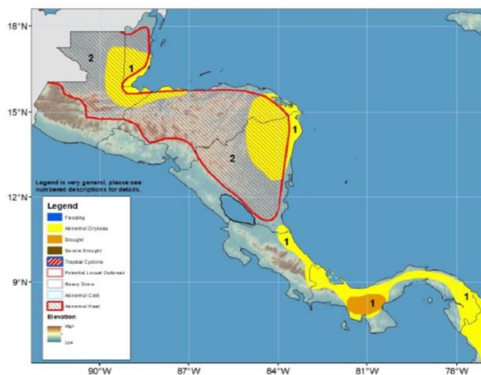 18°N
2
1
15°N
1
2
12°N
Legend is very general, please see
numbered descriptions for details.
Legend
Flooding
Abnormal Dryness
Drought
Severe Drought
Tropical Cyclone
Potential Locust Outbreak
Heavy Snow
Abnormal Cold
Abnormal Heat
Elevation
High
Low
1
9°N
1
1
90°W
87°W
84°W
81°W
78°W